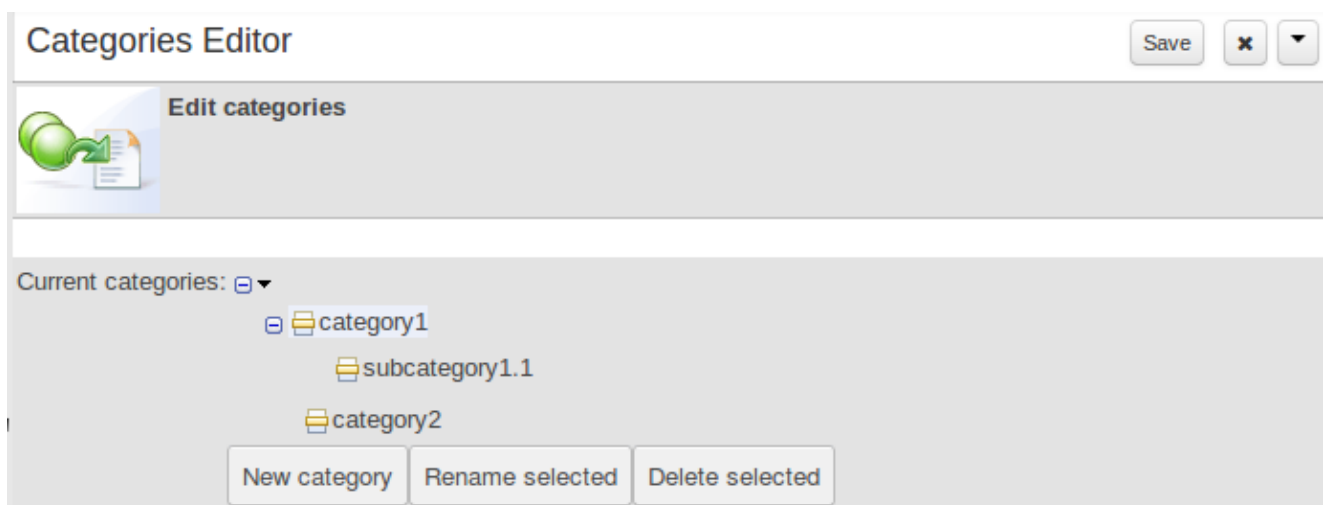 Categories Editor Save
Edit categories
Current categories:
category1
subcategory1.1
category2
New category Rename selected Delete selected